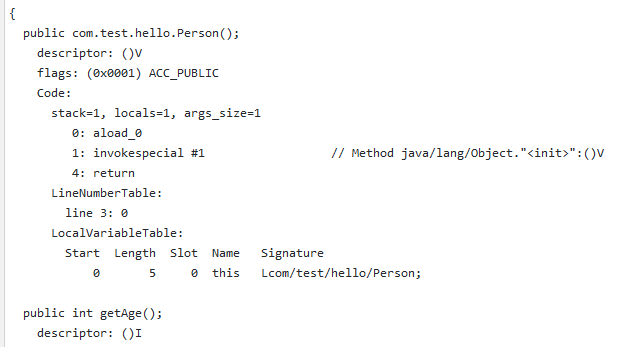 {
  public com.test.hello.Person();
    descriptor: ()V
    flags: (0x0001) ACC_PUBLIC
    Code:
      stack=1, locals=1, args_size=1
         0: aload_0
         1: invokespecial #1                  // Method java/lang/Object."<init>":()V
         4: return
      LineNumberTable:
        line 3: 0
      LocalVariableTable:
        Start  Length  Slot  Name   Signature
            0       5     0  this   Lcom/test/hello/Person;

  public int getAge();
    descriptor: ()I